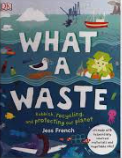 DK
WHAT
A
WASTE
Rubbish, recycling,
and protecting our planet
Jess French